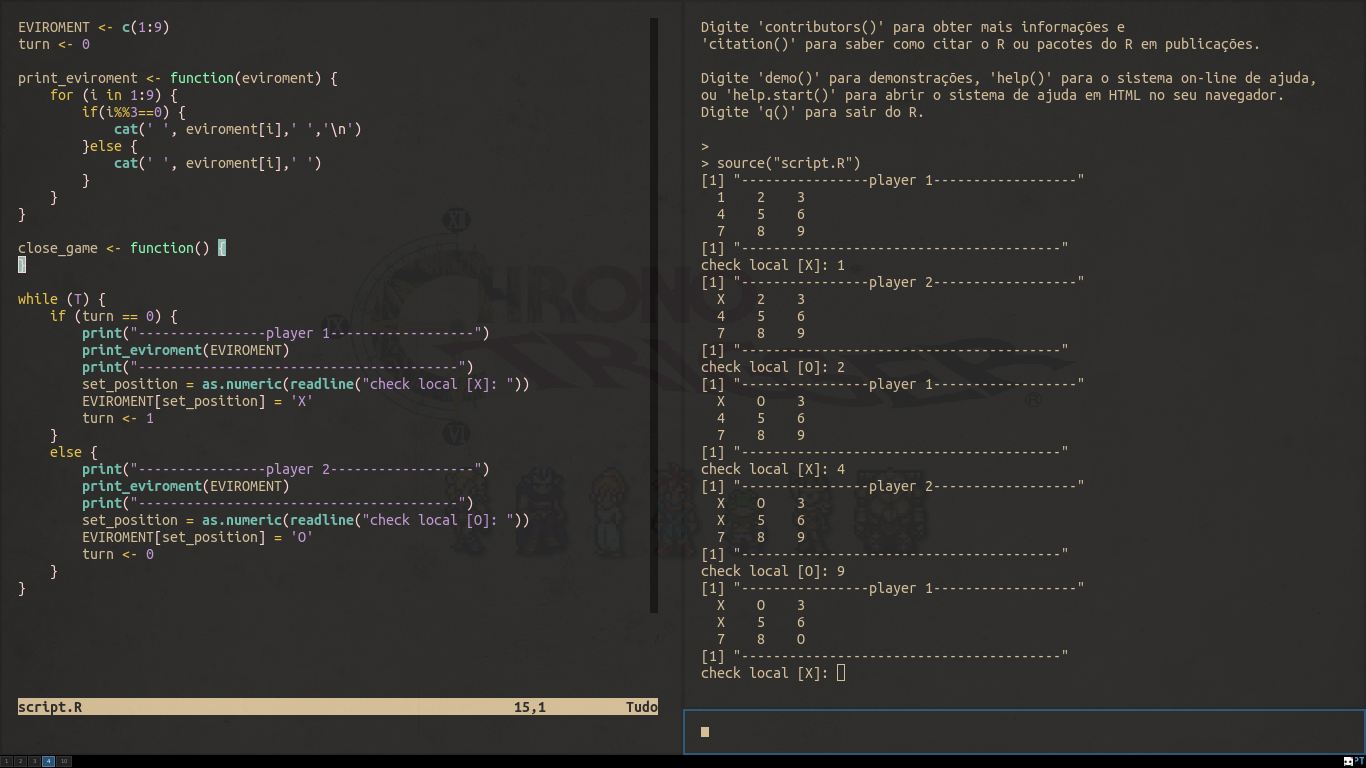 EVIROMENT <- c(1:9)
turn <- 0
print_eviroment <- function(eviroment) {
    for (i in 1:9) {
        if(i%%3==0) {
            cat(' ', eviroment[i],' ','\n')
        }else {
            cat(' ', eviroment[i],' ')
        }
    }
}
close_game <- function() {
}
while (T) {
    if (turn == 0) {
        print("----------------player 1------------------")
        print_eviroment(EVIROMENT)
        print("----------------------------------------")
        set_position = as.numeric(readline("check local [X]: "))
        EVIROMENT[set_position] = 'X'
        turn <- 1
    }
    else {
        print("----------------player 2------------------")
        print_eviroment(EVIROMENT)
        print("----------------------------------------")
        set_position = as.numeric(readline("check local [O]: "))
        EVIROMENT[set_position] = 'O'
        turn <- 0
    }
}
script.R 15,1 Tudo
Digite 'contributors()' para obter mais informações e
'citation()' para saber como citar o R ou pacotes do R em publicações.
Digite 'demo()' para demonstrações, 'help()' para o sistema on-line de ajuda,
ou 'help.start()' para abrir o sistema de ajuda em HTML no seu navegador.
Digite 'q()' para sair do R.
>
> source("script.R")
[1] "----------------player 1------------------"
  1    2    3
  4    5    6
  7    8    9
[1] "----------------------------------------"
check local [X]: 1
[1] "----------------player 2------------------"
  X    2    3
  4    5    6
  7    8    9
[1] "----------------------------------------"
check local [O]: 2
[1] "----------------player 1------------------"
  X    O    3
  4    5    6
  7    8    9
[1] "----------------------------------------"
check local [X]: 4
[1] "----------------player 2------------------"
  X    O    3
  X    5    6
  7    8    9
[1] "----------------------------------------"
check local [O]: 9
[1] "----------------player 1------------------"
  X    O    3
  X    5    6
  7    8    O
[1] "----------------------------------------"
check local [X]:
CHRONO
TRIGGER
XI
IX
VI
®
1 2 3 4 10
PT